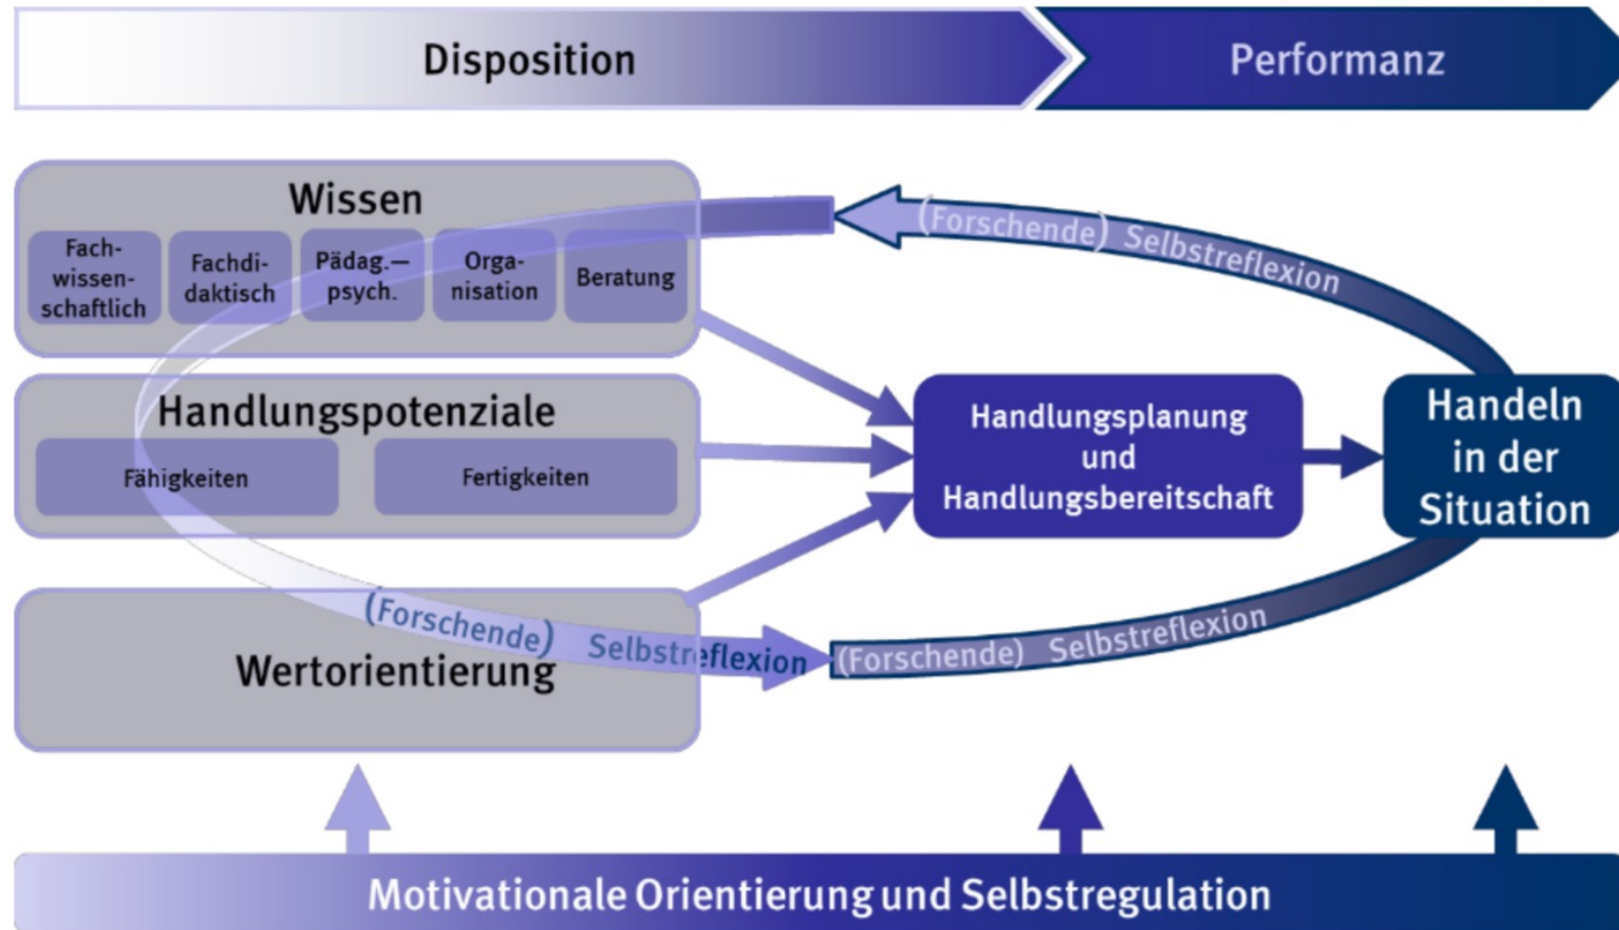 Disposition
Performanz
Wissen
Fach-
wissen-
schaftlich
Fachdi-
daktisch
Pädag.—
psych.
Orga-
nisation
Beratung
(Forschende) Selbstreflexion
Handlungspotenziale
Fähigkeiten
Fertigkeiten
Handlungsplanung
und
Handlungsbereitschaft
Handeln
in der
Situation
Wertorientierung
(Forschende) Selbstreflexion
(Forschende) Selbstreflexion
Motivationale Orientierung und Selbstregulation